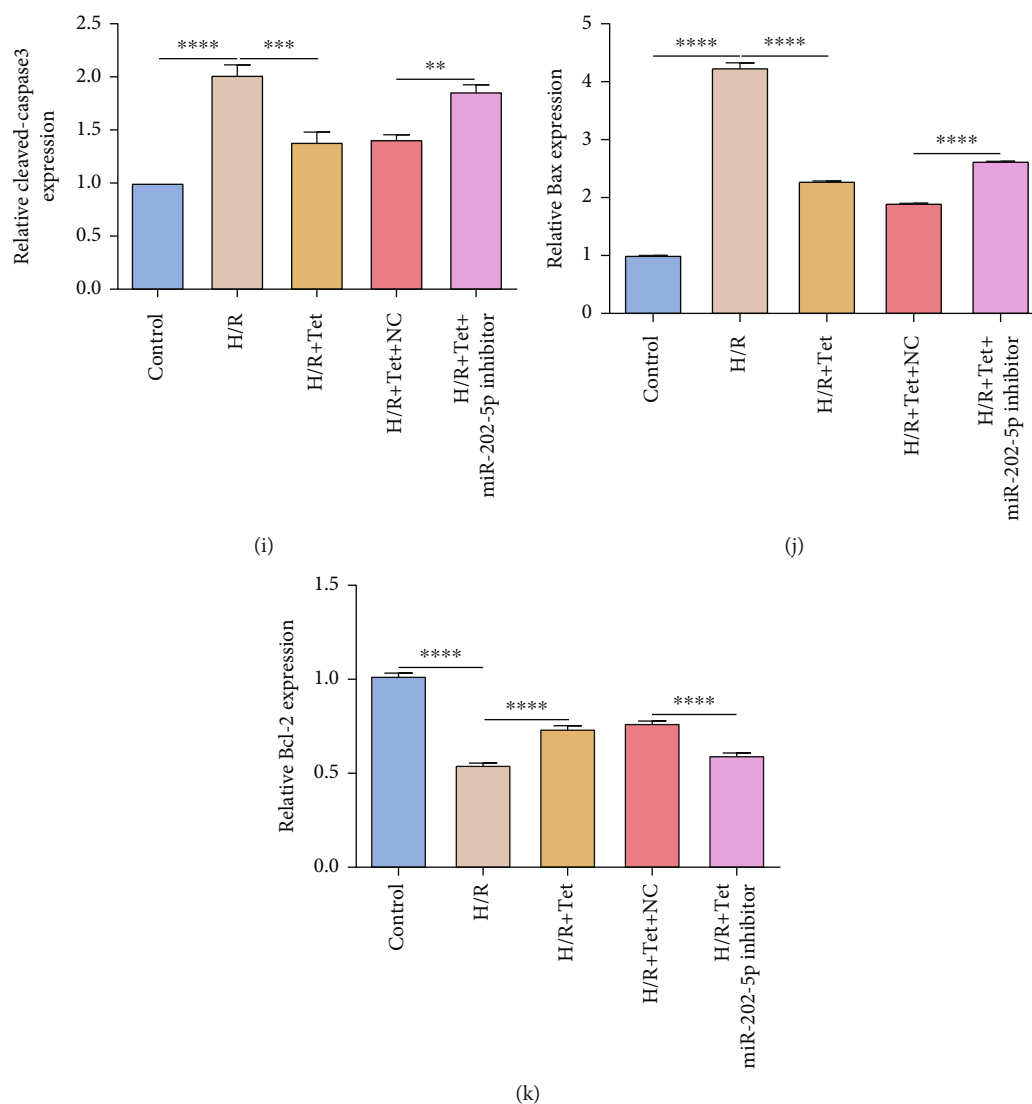 Relative cleaved-caspase3
expression
2.5
2.0
1.5
1.0
0.5
0.0
****
***
**
Control
H/R
H/R+Tet
H/R+Tet+NC
H/R+Tet+
miR-202-5p inhibitor
(i)
Relative Bax expression
5
4
3
2
1
0
****
****
****
Control
H/R
H/R+Tet
H/R+Tet+NC
H/R+Tet+
miR-202-5p inhibitor
(j)
Relative Bcl-2 expression
1.5
1.0
0.5
0.0
****
****
****
Control
H/R
H/R+Tet
H/R+Tet+NC
H/R+Tet
miR-202-5p inhibitor
(k)